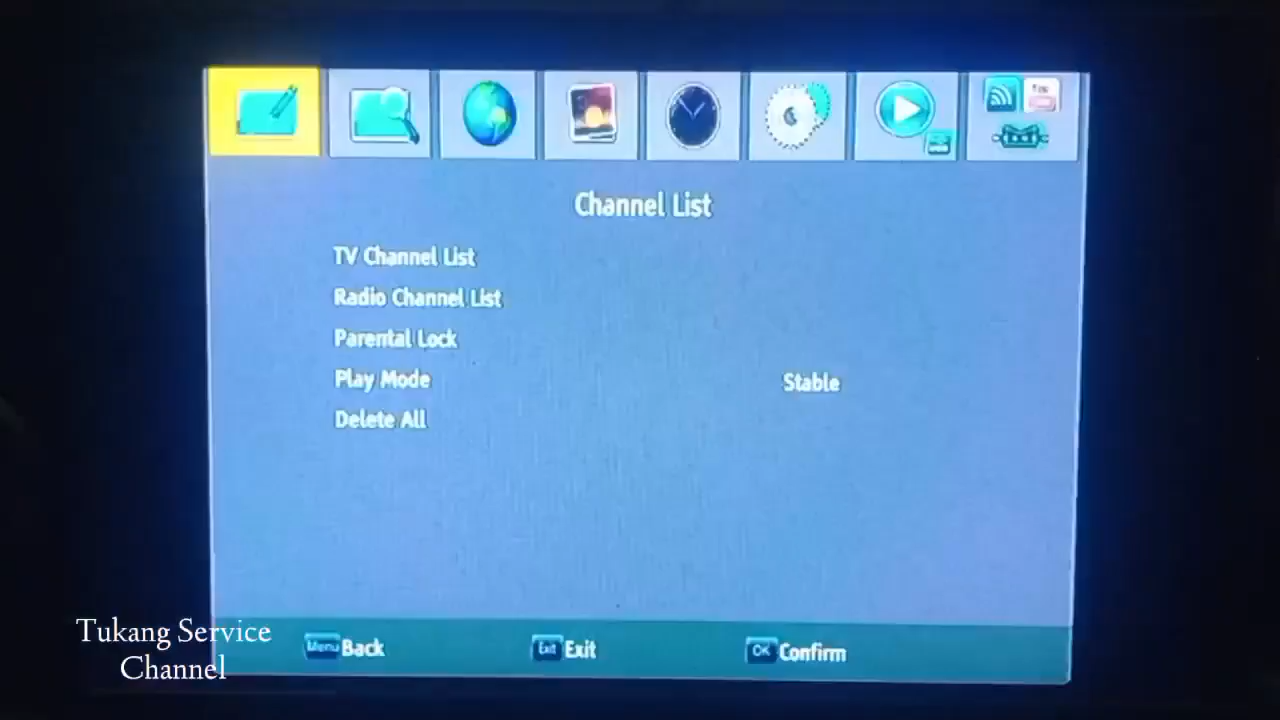 Channel List
TV Channel List
Radio Channel List
Parental Lock
Play Mode Stable
Delete All
Menu Back Exit Exit OK Confirm
Tukang Service
Channel